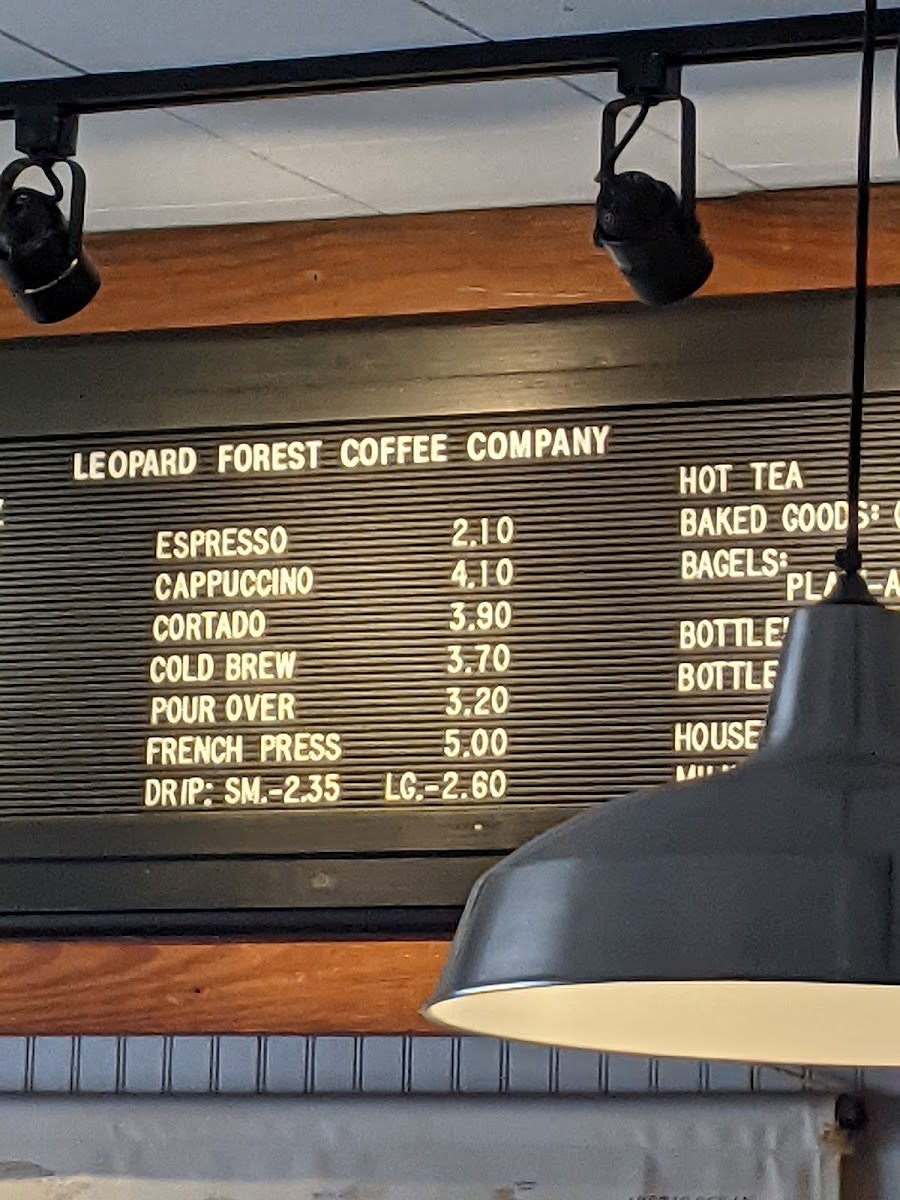 LEOPARD FOREST COFFEE COMPANY
ESPRESSO 2.10
CAPPUCCINO 4.10
CORTADO 3.90
COLD BREW 3.70
POUR OVER 3.20
FRENCH PRESS 5.00
DRIP: SM.-2.35 LG.-2.60
HOT TEA
BAKED GOODS:
BAGELS:
HOUSE